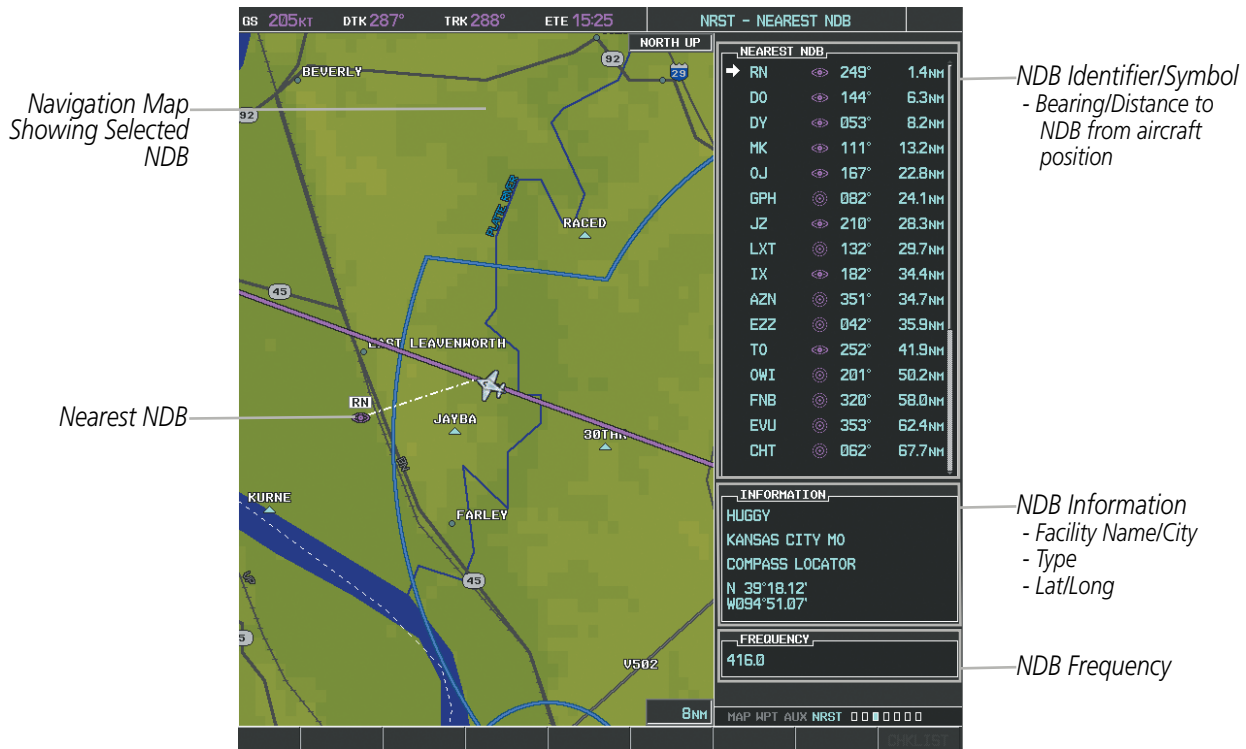 GS 205KT DTK 287° TRK 288° ETE 15:25 NRST - NEAREST NDB
NORTH UP
BEVERLY
92
29
92
PLATTE RIVER
RACED
45
EAST LEAVENWORTH
RN
JAYBA
30THR
KURNE
FARLEY
45
5
V502
8NM
NEAREST NDB
RN 249° 1.4NM
DO 144° 6.3NM
DY 053° 8.2NM
MK 111° 13.2NM
OJ 167° 22.8NM
GPH 082° 24.1NM
JZ 210° 28.3NM
LXT 132° 29.7NM
IX 182° 34.4NM
AZN 351° 34.7NM
EZZ 042° 35.9NM
TO 252° 41.9NM
OWI 201° 50.2NM
FNB 320° 58.0NM
EVU 353° 62.4NM
CHT 062° 67.7NM
INFORMATION
HUGGY
KANSAS CITY MO
COMPASS LOCATOR
N 39°18.12'
W094°51.07'
FREQUENCY
416.0
MAP WPT AUX NRST
CHKLIST
Navigation Map
Showing Selected
NDB
Nearest NDB
NDB Identifier/Symbol
- Bearing/Distance to
NDB from aircraft
position
NDB Information
- Facility Name/City
- Type
- Lat/Long
NDB Frequency